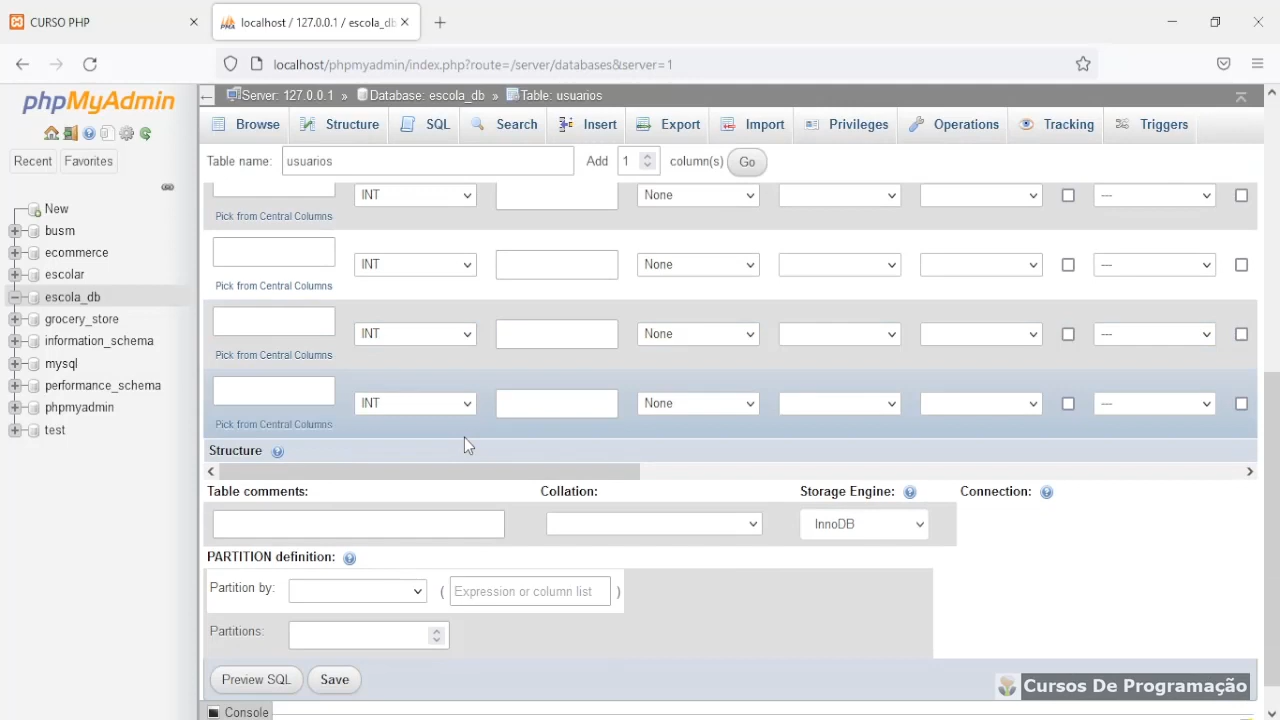 CURSO PHP
localhost / 127.0.0.1 / escola_db
localhost/phpmyadmin/index.php?route=/server/databases&server=1
phpMyAdmin
Server: 127.0.0.1 » Database: escola_db » Table: usuarios
Browse Structure SQL Search Insert Export Import Privileges Operations Tracking Triggers
Recent Favorites
Table name: usuarios Add 1 column(s) Go
New
busm
ecommerce
escolar
escola_db
grocery_store
information_schema
mysql
performance_schema
phpmyadmin
test
INT None ---
Pick from Central Columns
INT None ---
Pick from Central Columns
INT None ---
Pick from Central Columns
INT None ---
Pick from Central Columns
Structure
Table comments: Collation: Storage Engine: Connection:
InnoDB
PARTITION definition:
Partition by: ( Expression or column list )
Partitions:
Preview SQL Save
Cursos De Programação
Console